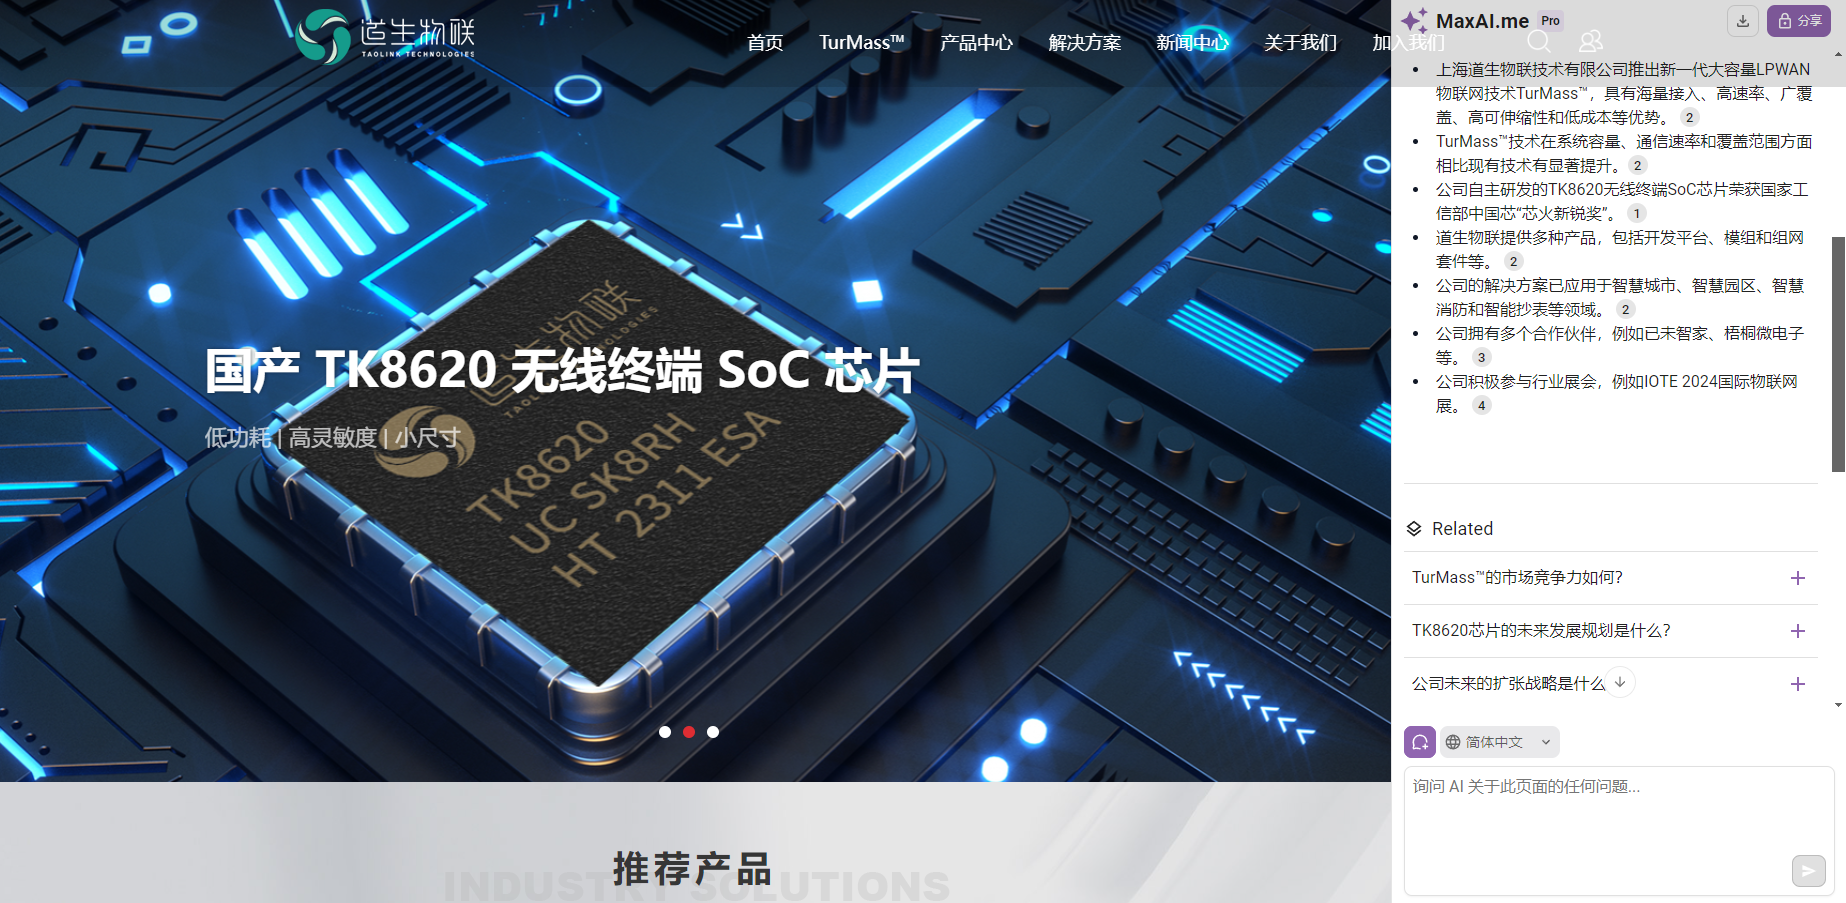 道生物联
TAOLINK TECHNOLOGIES
首页
TurMass™
产品中心
解决方案
新闻中心
关于我们
加入我们
国产 TK8620 无线终端 SoC 芯片
低功耗 | 高灵敏度 | 小尺寸
TK8620
UC SK8RH
HT 2311 ESA
推荐产品
INDUSTRY SOLUTIONS
MaxAI.me Pro
分享
• 上海道生物联技术有限公司推出新一代大容量LPWAN
物联网技术TurMass™，具有海量接入、高速率、广覆
盖、高可伸缩性和低成本等优势。 2
• TurMass™技术在系统容量、通信速率和覆盖范围方面
相比现有技术有显著提升。 2
• 公司自主研发的TK8620无线终端SoC芯片荣获国家工
信部中国芯“芯火新锐奖”。 1
• 道生物联提供多种产品，包括开发平台、模组和组网
套件等。 2
• 公司的解决方案已应用于智慧城市、智慧园区、智慧
消防和智能抄表等领域。 2
• 公司拥有多个合作伙伴，例如已未智家、梧桐微电子
等。 3
• 公司积极参与行业展会，例如IOTE 2024国际物联网
展。 4
Related
TurMass™的市场竞争力如何?
TK8620芯片的未来发展规划是什么?
公司未来的扩张战略是什么
简体中文
询问 AI 关于此页面的任何问题...